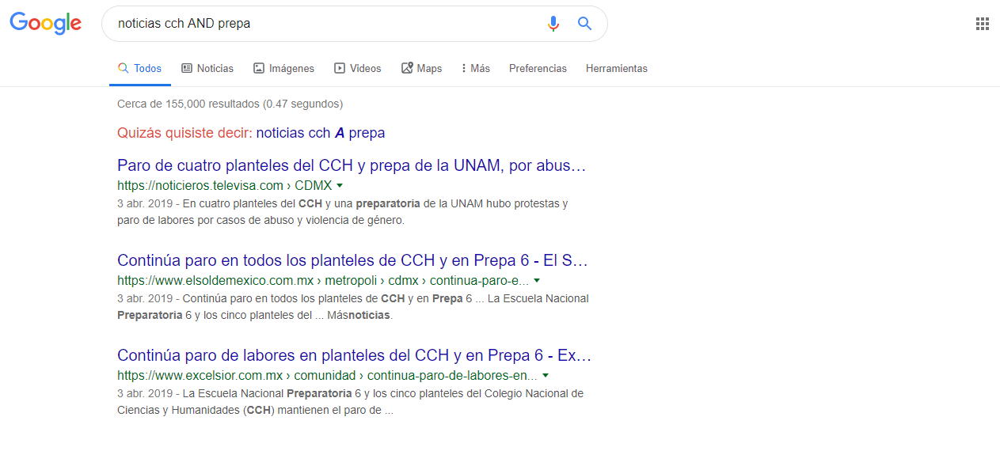 Google
noticias cch AND prepa
Todos Noticias Imágenes Videos Maps Más Preferencias Herramientas
Cerca de 155,000 resultados (0.47 segundos)
Quizás quisiste decir: noticias cch A prepa
Paro de cuatro planteles del CCH y prepa de la UNAM, por abus…
https://noticieros.televisa.com › CDMX
3 abr. 2019 - En cuatro planteles del CCH y una preparatoria de la UNAM hubo protestas y
paro de labores por casos de abuso y violencia de género.
Continúa paro en todos los planteles de CCH y en Prepa 6 - El S…
https://www.elsoldemexico.com.mx › metropoli › cdmx › continua-paro-e...
3 abr. 2019 - Continúa paro en todos los planteles de CCH y en Prepa 6 ... La Escuela Nacional
Preparatoria 6 y los cinco planteles del ... Másnoticias.
Continúa paro de labores en planteles del CCH y en Prepa 6 - Ex…
https://www.excelsior.com.mx › comunidad › continua-paro-de-labores-en...
3 abr. 2019 - La Escuela Nacional Preparatoria 6 y los cinco planteles del Colegio Nacional de
Ciencias y Humanidades (CCH) mantienen el paro de ...